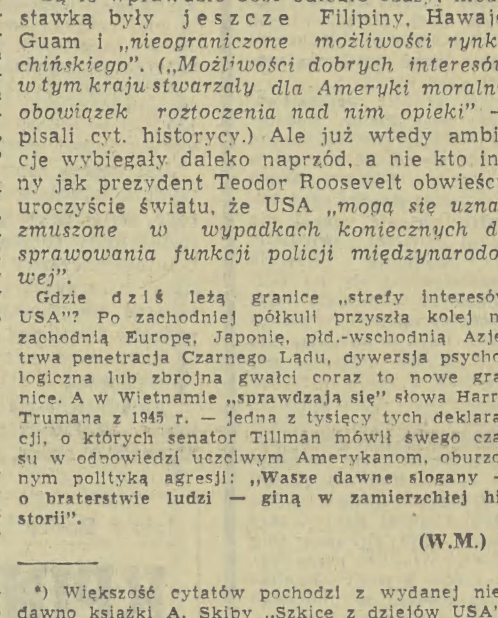 stawką były jeszcze Filipiny, Hawaje
Guam i „nieograniczone możliwości rynk
chińskiego”. („Możliwości dobrych interesów
w tym kraju stwarzały dla Ameryki moraln
obowiązek roztoczenia nad nim opieki” -
pisali cyt. historycy.) Ale już wtedy ambi
cje wybiegały daleko naprzód, a nie kto in
ny jak prezydent Teodor Roosevelt obwieśc
uroczyście światu, że USA „mogą się uzna
zmuszone w wypadkach koniecznych d
sprawowania funkcji policji międzynarodo
wej”.
Gdzie dziś leżą granice „strefy interesów
USA”? Po zachodniej półkuli przyszła kolej n
zachodnią Europę, Japonię, płd.-wschodnią Azję
trwa penetracja Czarnego Lądu, dywersja psycho
logiczna lub zbrojna gwałci coraz to nowe gra
nice. A w Wietnamie „sprawdzają się” słowa Harr
Trumana z 1945 r. — jedna z tysięcy tych deklara
cji, o których senator Tillman mówił swego cza
su w odpowiedzi uczciwym Amerykanom, oburzo
nym polityką agresji: „Wasze dawne slogany -
o braterstwie ludzi — giną w zamierzchłej hi
storii”.
(W.M.)
*) Większość cytatów pochodzi z wydanej nie
dawno książki A. Skiby „Szkice z dziejów USA”